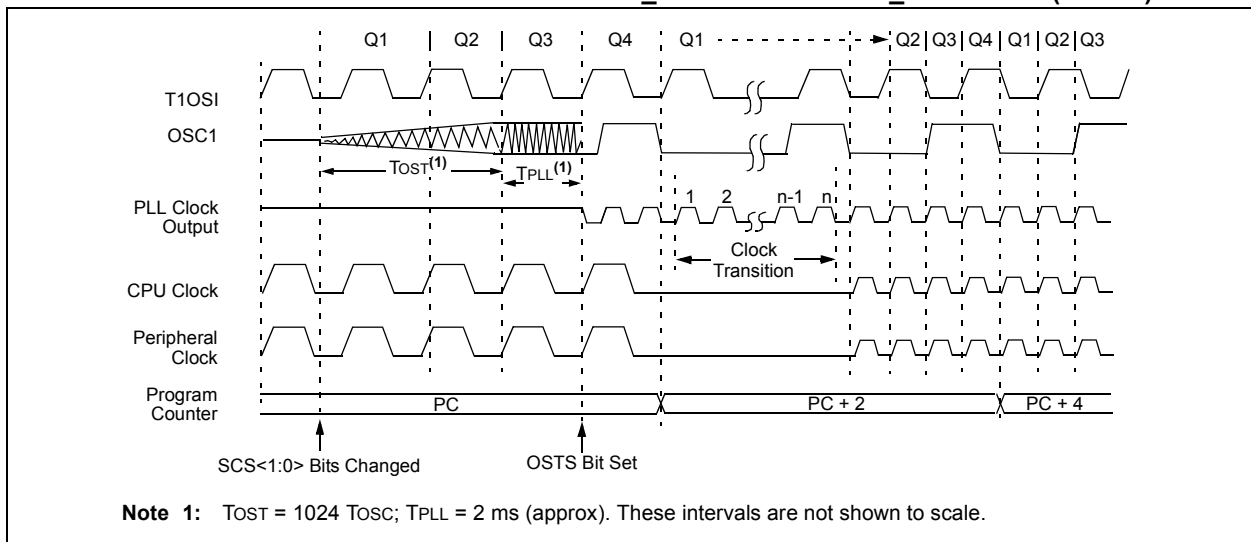 Q1 Q2 Q3 Q4 Q1 Q2 Q3 Q4 Q1 Q2 Q3
T1OSI
OSC1
TOST(1) TPLL(1)
1 2 n-1 n
PLL Clock
Output
Clock
Transition
CPU Clock
Peripheral
Clock
Program
Counter
PC PC + 2 PC + 4
SCS<1:0> Bits Changed
OSTS Bit Set
Note 1: TOST = 1024 TOSC; TPLL = 2 ms (approx). These intervals are not shown to scale.